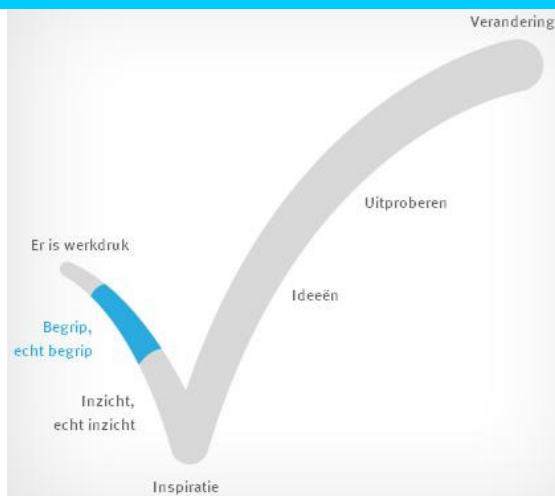 Verandering
Uitproberen
Er is werkdruk
Ideeën
Begrip,
echt begrip
Inzicht,
echt inzicht
Inspiratie